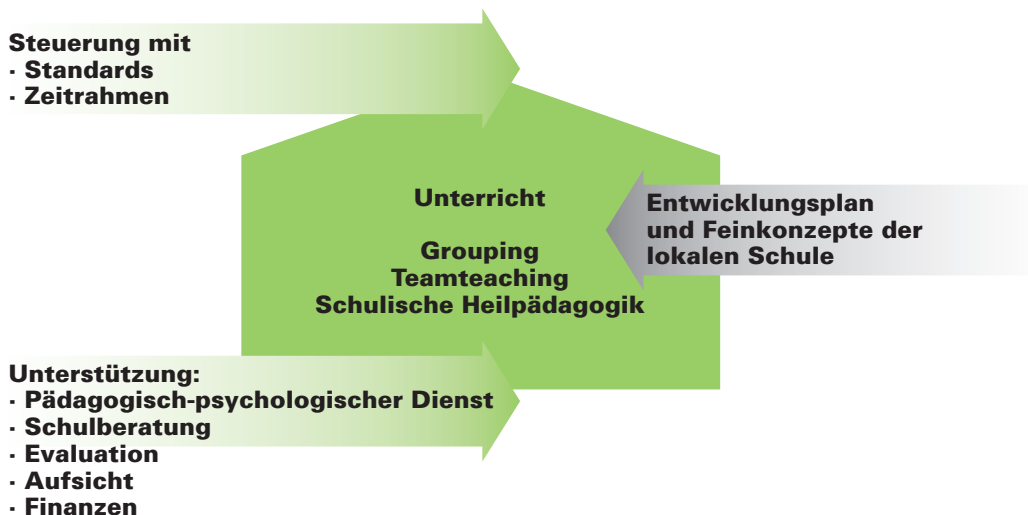 Steuerung mit
· Standards
· Zeitrahmen
Unterricht
Grouping
Teamteaching
Schulische Heilpädagogik
Entwicklungsplan
und Feinkonzepte der
lokalen Schule
Unterstützung:
· Pädagogisch-psychologischer Dienst
· Schulberatung
· Evaluation
· Aufsicht
· Finanzen